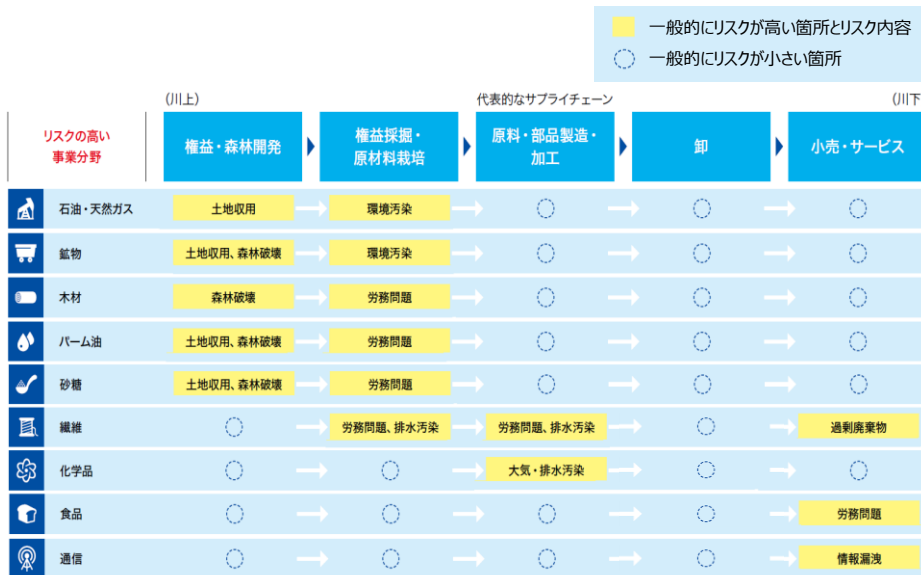 一般的にリスクが高い箇所とリスク内容
一般的にリスクが小さい箇所
（川上） 代表的なサプライチェーン （川下
リスクの高い
事業分野
権益・森林開発
権益採掘・
原材料栽培
原料・部品製造・
加工
卸
小売・サービス
石油・天然ガス 土地収用 環境汚染
鉱物 土地収用、森林破壊 環境汚染
木材 森林破壊 労務問題
パーム油 土地収用、森林破壊 労務問題
砂糖 土地収用、森林破壊 労務問題
繊維 労務問題、排水汚染 労務問題、排水汚染 過剰廃棄物
化学品 大気・排水汚染
食品 労務問題
通信 情報漏洩